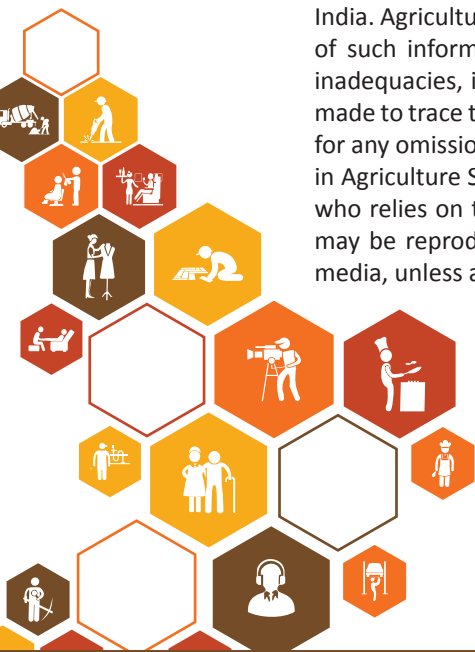 India. Agricultu
of such inform
inadequacies, i
made to trace t
for any omission
in Agriculture S
who relies on t
may be reprod
media, unless a